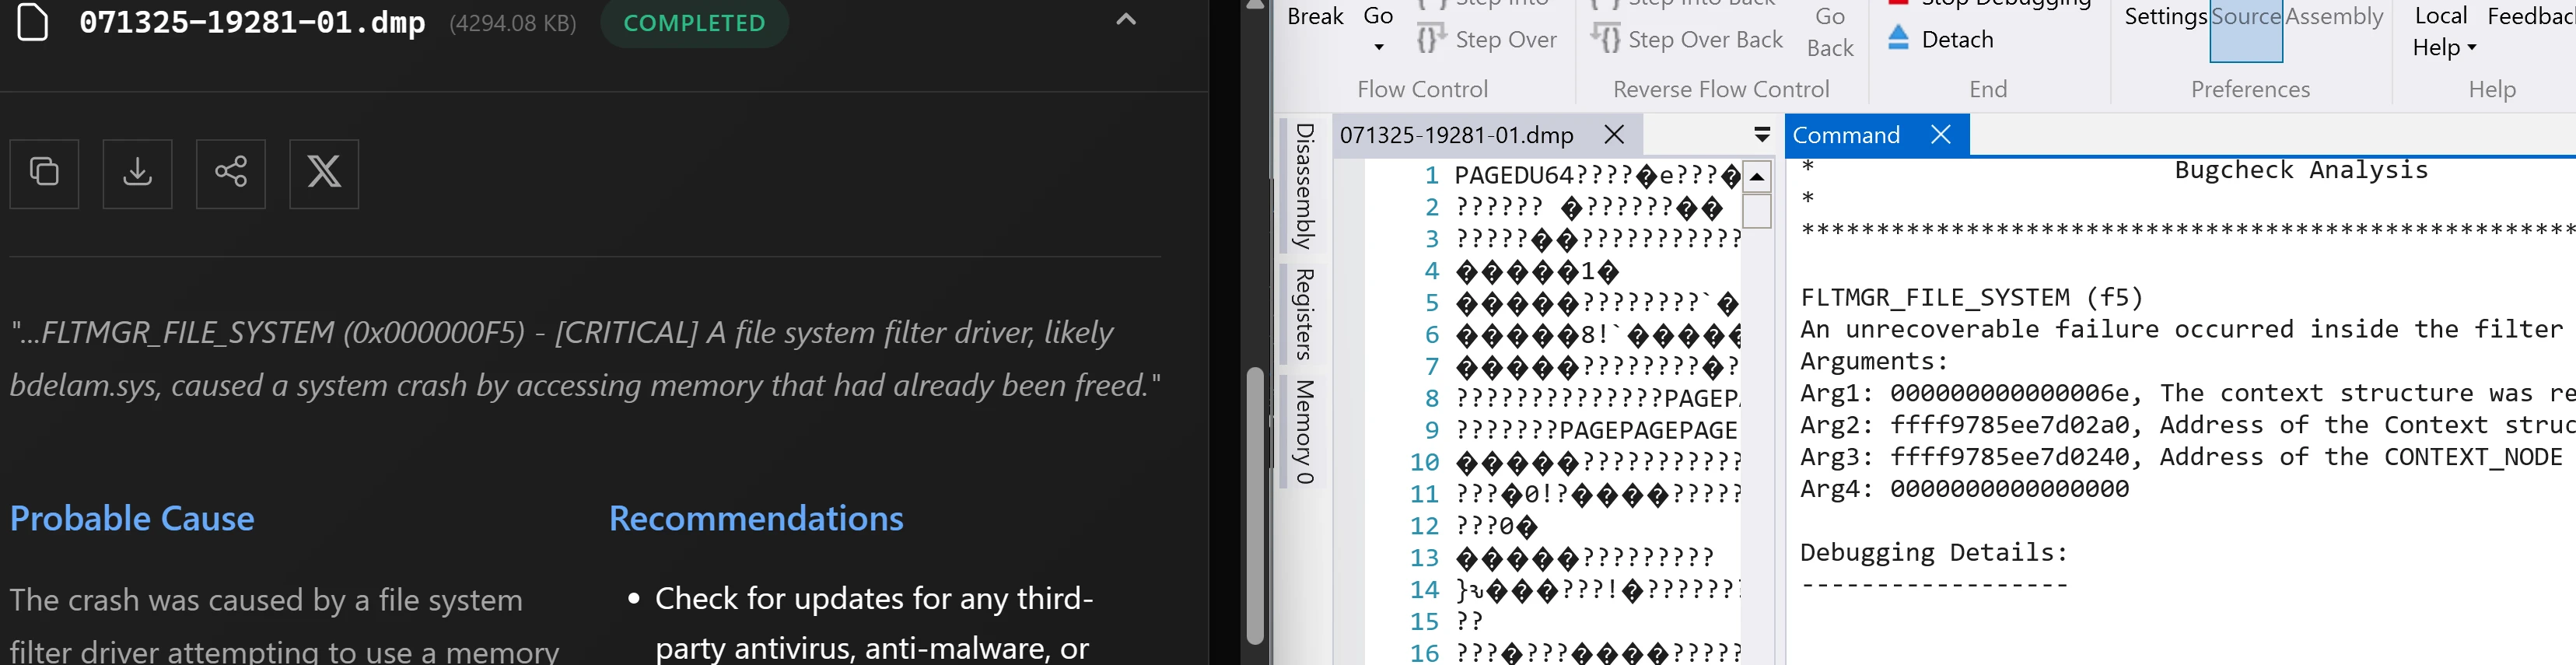 071325-19281-01.dmp (4294.08 KB) COMPLETED
"...FLTMGR_FILE_SYSTEM (0x000000F5) - [CRITICAL] A file system filter driver, likely
bdelam.sys, caused a system crash by accessing memory that had already been freed."
Probable Cause
The crash was caused by a file system
filter driver attempting to use a memory
Recommendations
• Check for updates for any third-
party antivirus, anti-malware, or
Break
Go
Step Into
Step Over
Step Into Back
Step Over Back
Go
Back
Stop Debugging
Detach
Settings
Source
Assembly
Local
Help
Feedbac
Flow Control
Reverse Flow Control
End
Preferences
Help
Disassembly
Registers
Memory 0
071325-19281-01.dmp
1 PAGEDU64????�e???�
2 ?????? �??????��
3 ?????��???????????
4 �����1�
5 �����????????`�
6 �����8!`�����
7 �����????????�?
8 ??????????????PAGEP
9 ???????PAGEPAGEPAGE
10 �����???????????
11 ???�0!?����?????
12 ???0�
13 �����?????????
14 }ɿ���???!�???????
15 ??
16 ???�???����?????
Command
*
Bugcheck Analysis
*
****************************************************
FLTMGR_FILE_SYSTEM (f5)
An unrecoverable failure occurred inside the filter
Arguments:
Arg1: 000000000000006e, The context structure was re
Arg2: ffff9785ee7d02a0, Address of the Context struc
Arg3: ffff9785ee7d0240, Address of the CONTEXT_NODE
Arg4: 0000000000000000
Debugging Details:
------------------